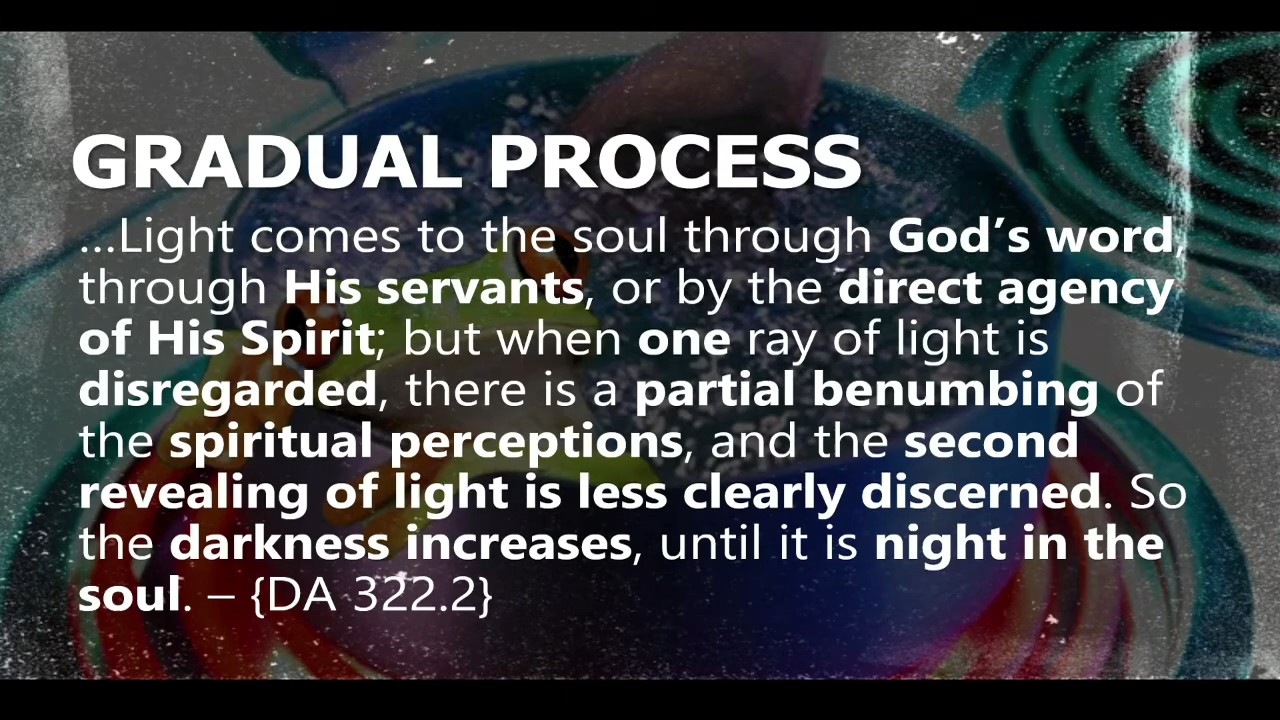 GRADUAL PROCESS
…Light comes to the soul through God’s word,
through His servants, or by the direct agency
of His Spirit; but when one ray of light is
disregarded, there is a partial benumbing of
the spiritual perceptions, and the second
revealing of light is less clearly discerned. So
the darkness increases, until it is night in the
soul. – {DA 322.2}